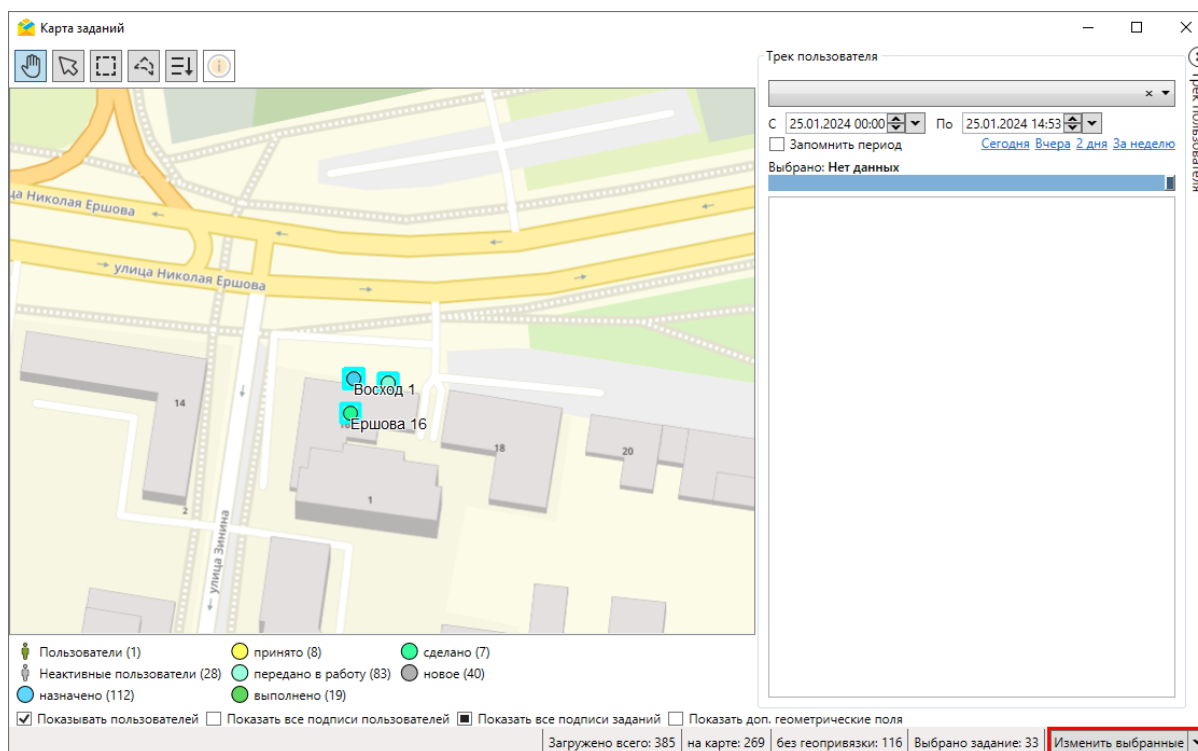 Карта заданий
Трек пользователя
Трек пользователя
С 25.01.2024 00:00 По 25.01.2024 14:53
Запомнить период Сегодня Вчера 2 дня За неделю
Выбрано: Нет данных
ца Николая Ершова
улица Николая Ершова
Восход 1
Ершова 16
14
18
20
1
2
улица Зинина
Пользователи (1) принято (8) сделано (7)
Неактивные пользователи (28) передано в работу (83) новое (40)
назначено (112) выполнено (19)
Показывать пользователей Показать все подписи пользователей Показать все подписи заданий Показать доп. геометрические поля
Загружено всего: 385 на карте: 269 без геопривязки: 116 Выбрано задание: 33 Изменить выбранные